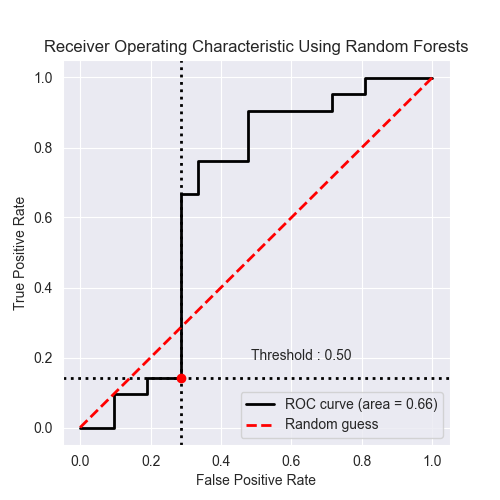 Receiver Operating Characteristic Using Random Forests
1.0
0.8
0.6
0.4
0.2
0.0
True Positive Rate
Threshold : 0.50
ROC curve (area = 0.66)
Random guess
0.0 0.2 0.4 0.6 0.8 1.0
False Positive Rate